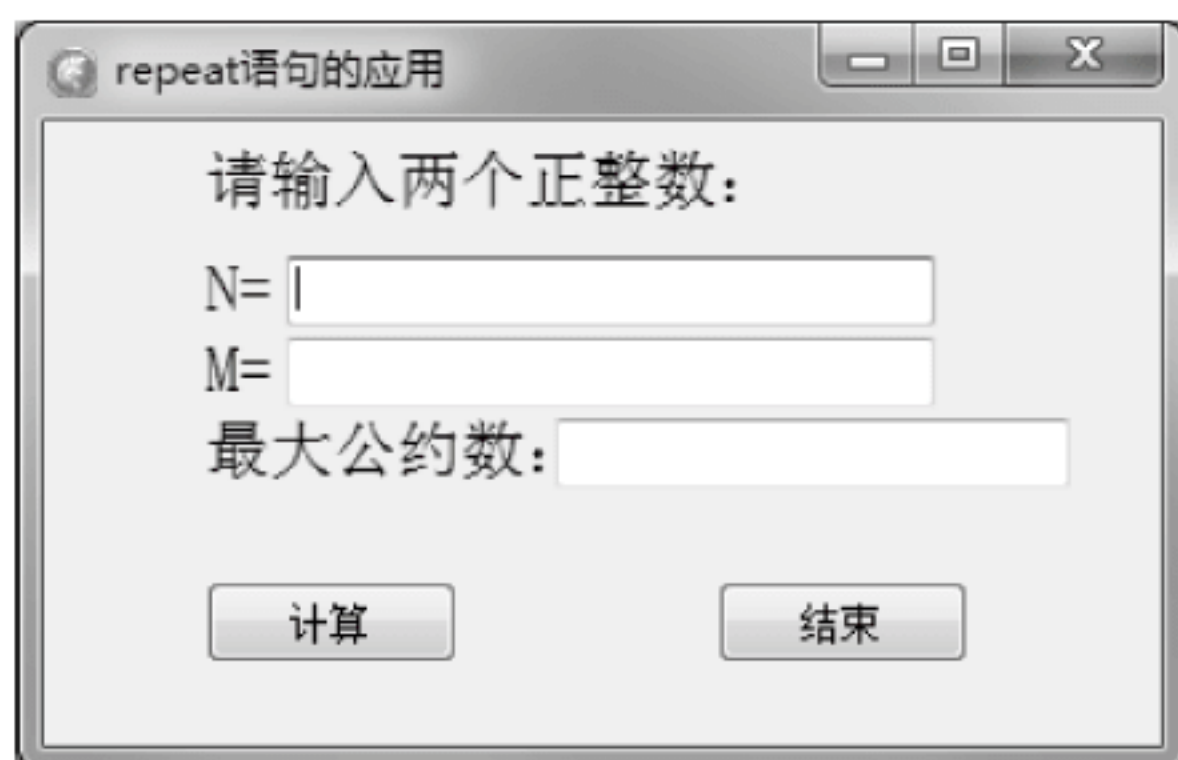 repeat语句的应用
请输入两个正整数：
N=
M=
最大公约数：
计算 结束